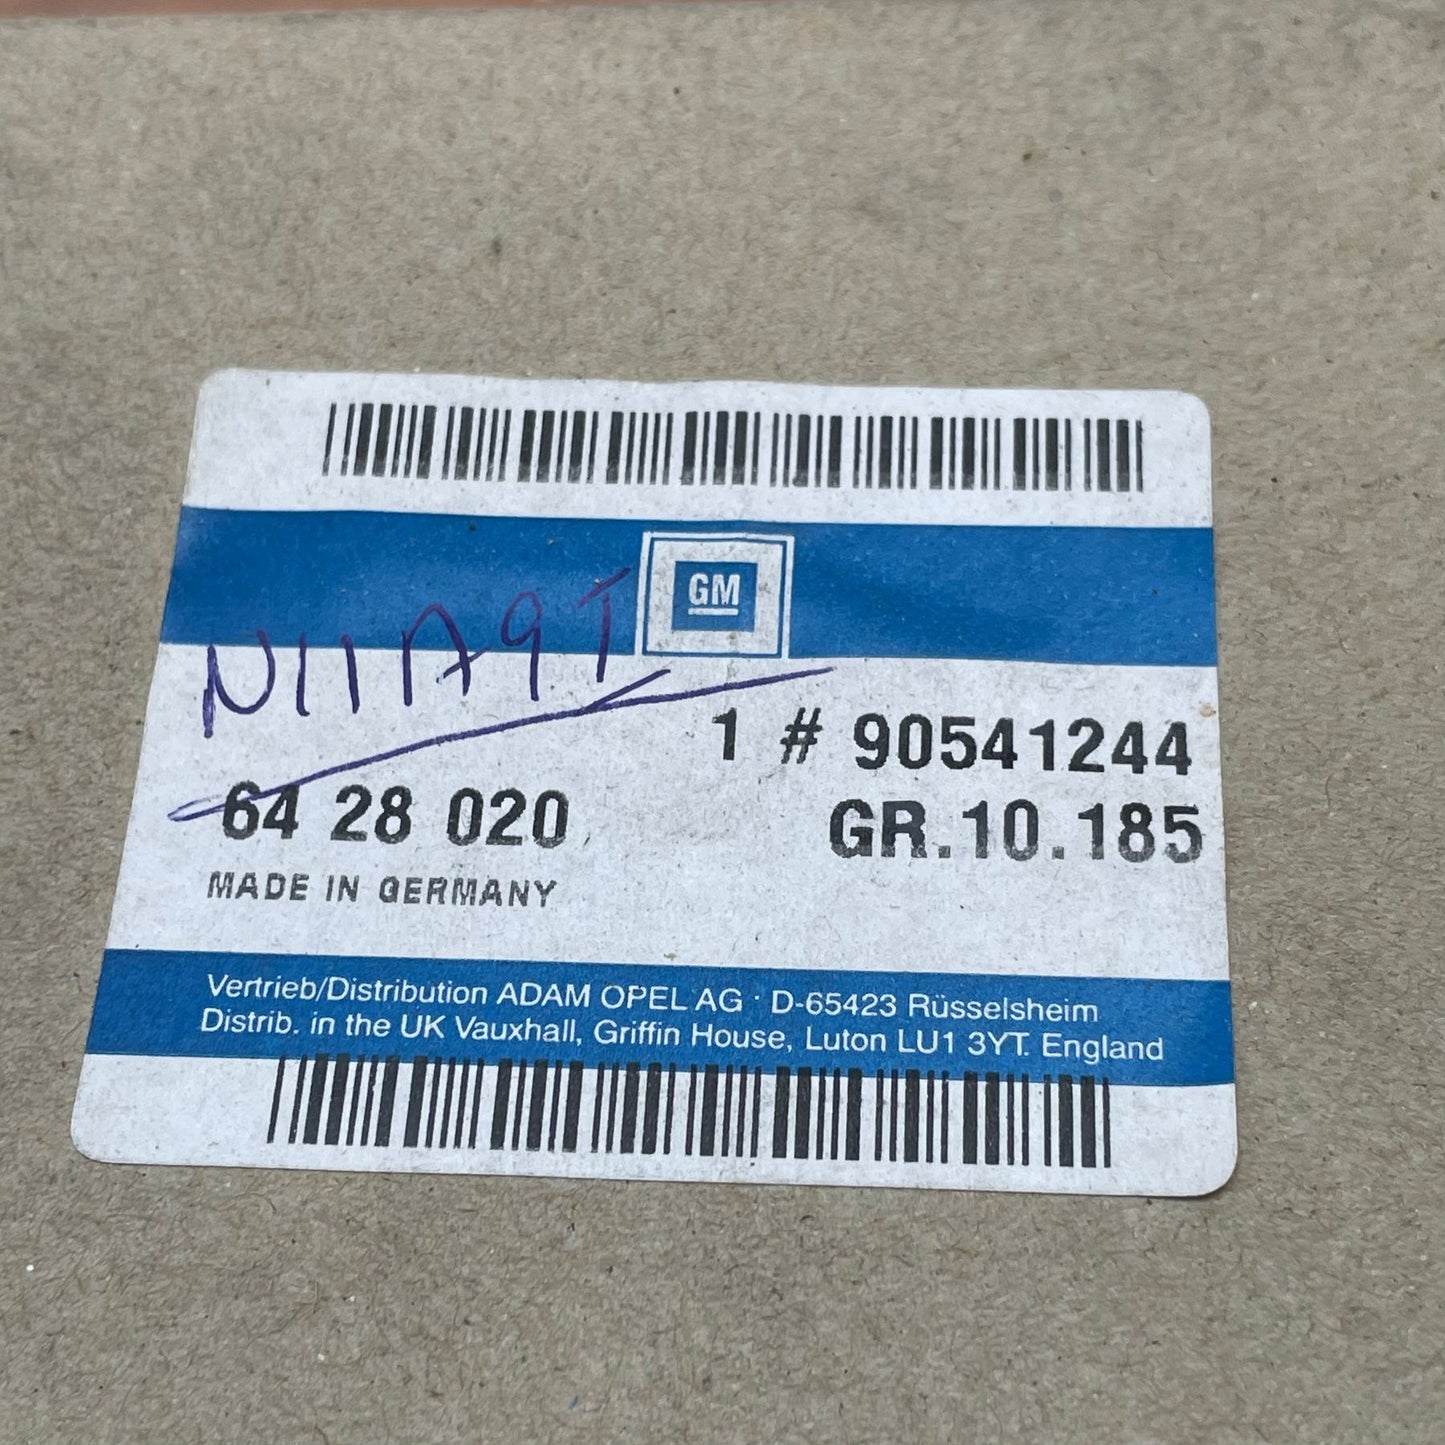 GM
N11A9T
1 # 90541244
64 28 020
GR.10.185
MADE IN GERMANY
Vertrieb/Distribution ADAM OPEL AG · D-65423 Rüsselsheim
Distrib. in the UK Vauxhall, Griffin House, Luton LU1 3YT. England